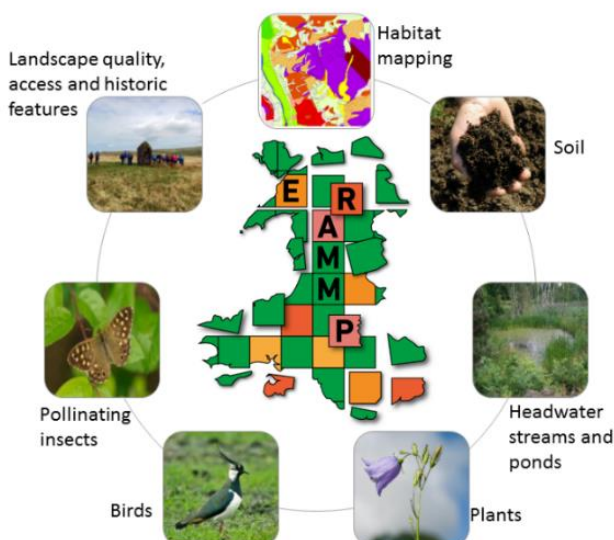 Habitat
mapping
Landscape quality,
access and historic
features
Soil
E
R
A
M
M
P
Pollinating
insects
Headwater
streams and
ponds
Birds
Plants